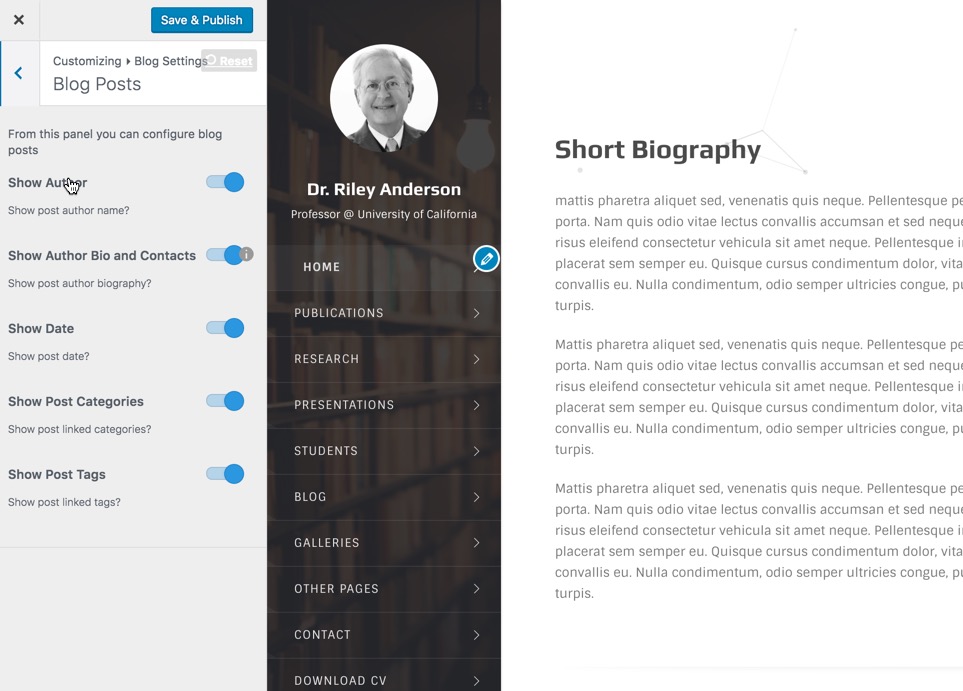 Save & Publish
Customizing ▸ Blog Settings
Reset
Blog Posts
From this panel you can configure blog
posts
Show Author
Show post author name?
Show Author Bio and Contacts
i
Show post author biography?
Show Date
Show post date?
Show Post Categories
Show post linked categories?
Show Post Tags
Show post linked tags?
Dr. Riley Anderson
Professor @ University of California
HOME
PUBLICATIONS
RESEARCH
PRESENTATIONS
STUDENTS
BLOG
GALLERIES
OTHER PAGES
CONTACT
DOWNLOAD CV
Short Biography
mattis pharetra aliquet sed, venenatis quis neque. Pellentesque pe
porta. Nam quis odio vitae lectus convallis accumsan et sed neque
risus eleifend consectetur vehicula sit amet neque. Pellentesque i
placerat sem semper eu. Quisque cursus condimentum dolor, vita
convallis eu. Nulla condimentum, odio semper ultricies congue, pu
turpis.
Mattis pharetra aliquet sed, venenatis quis neque. Pellentesque pe
porta. Nam quis odio vitae lectus convallis accumsan et sed neque
risus eleifend consectetur vehicula sit amet neque. Pellentesque i
placerat sem semper eu. Quisque cursus condimentum dolor, vita
convallis eu. Nulla condimentum, odio semper ultricies congue, pu
turpis.
Mattis pharetra aliquet sed, venenatis quis neque. Pellentesque pe
porta. Nam quis odio vitae lectus convallis accumsan et sed neque
risus eleifend consectetur vehicula sit amet neque. Pellentesque i
placerat sem semper eu. Quisque cursus condimentum dolor, vita
convallis eu. Nulla condimentum, odio semper ultricies congue, pu
turpis.